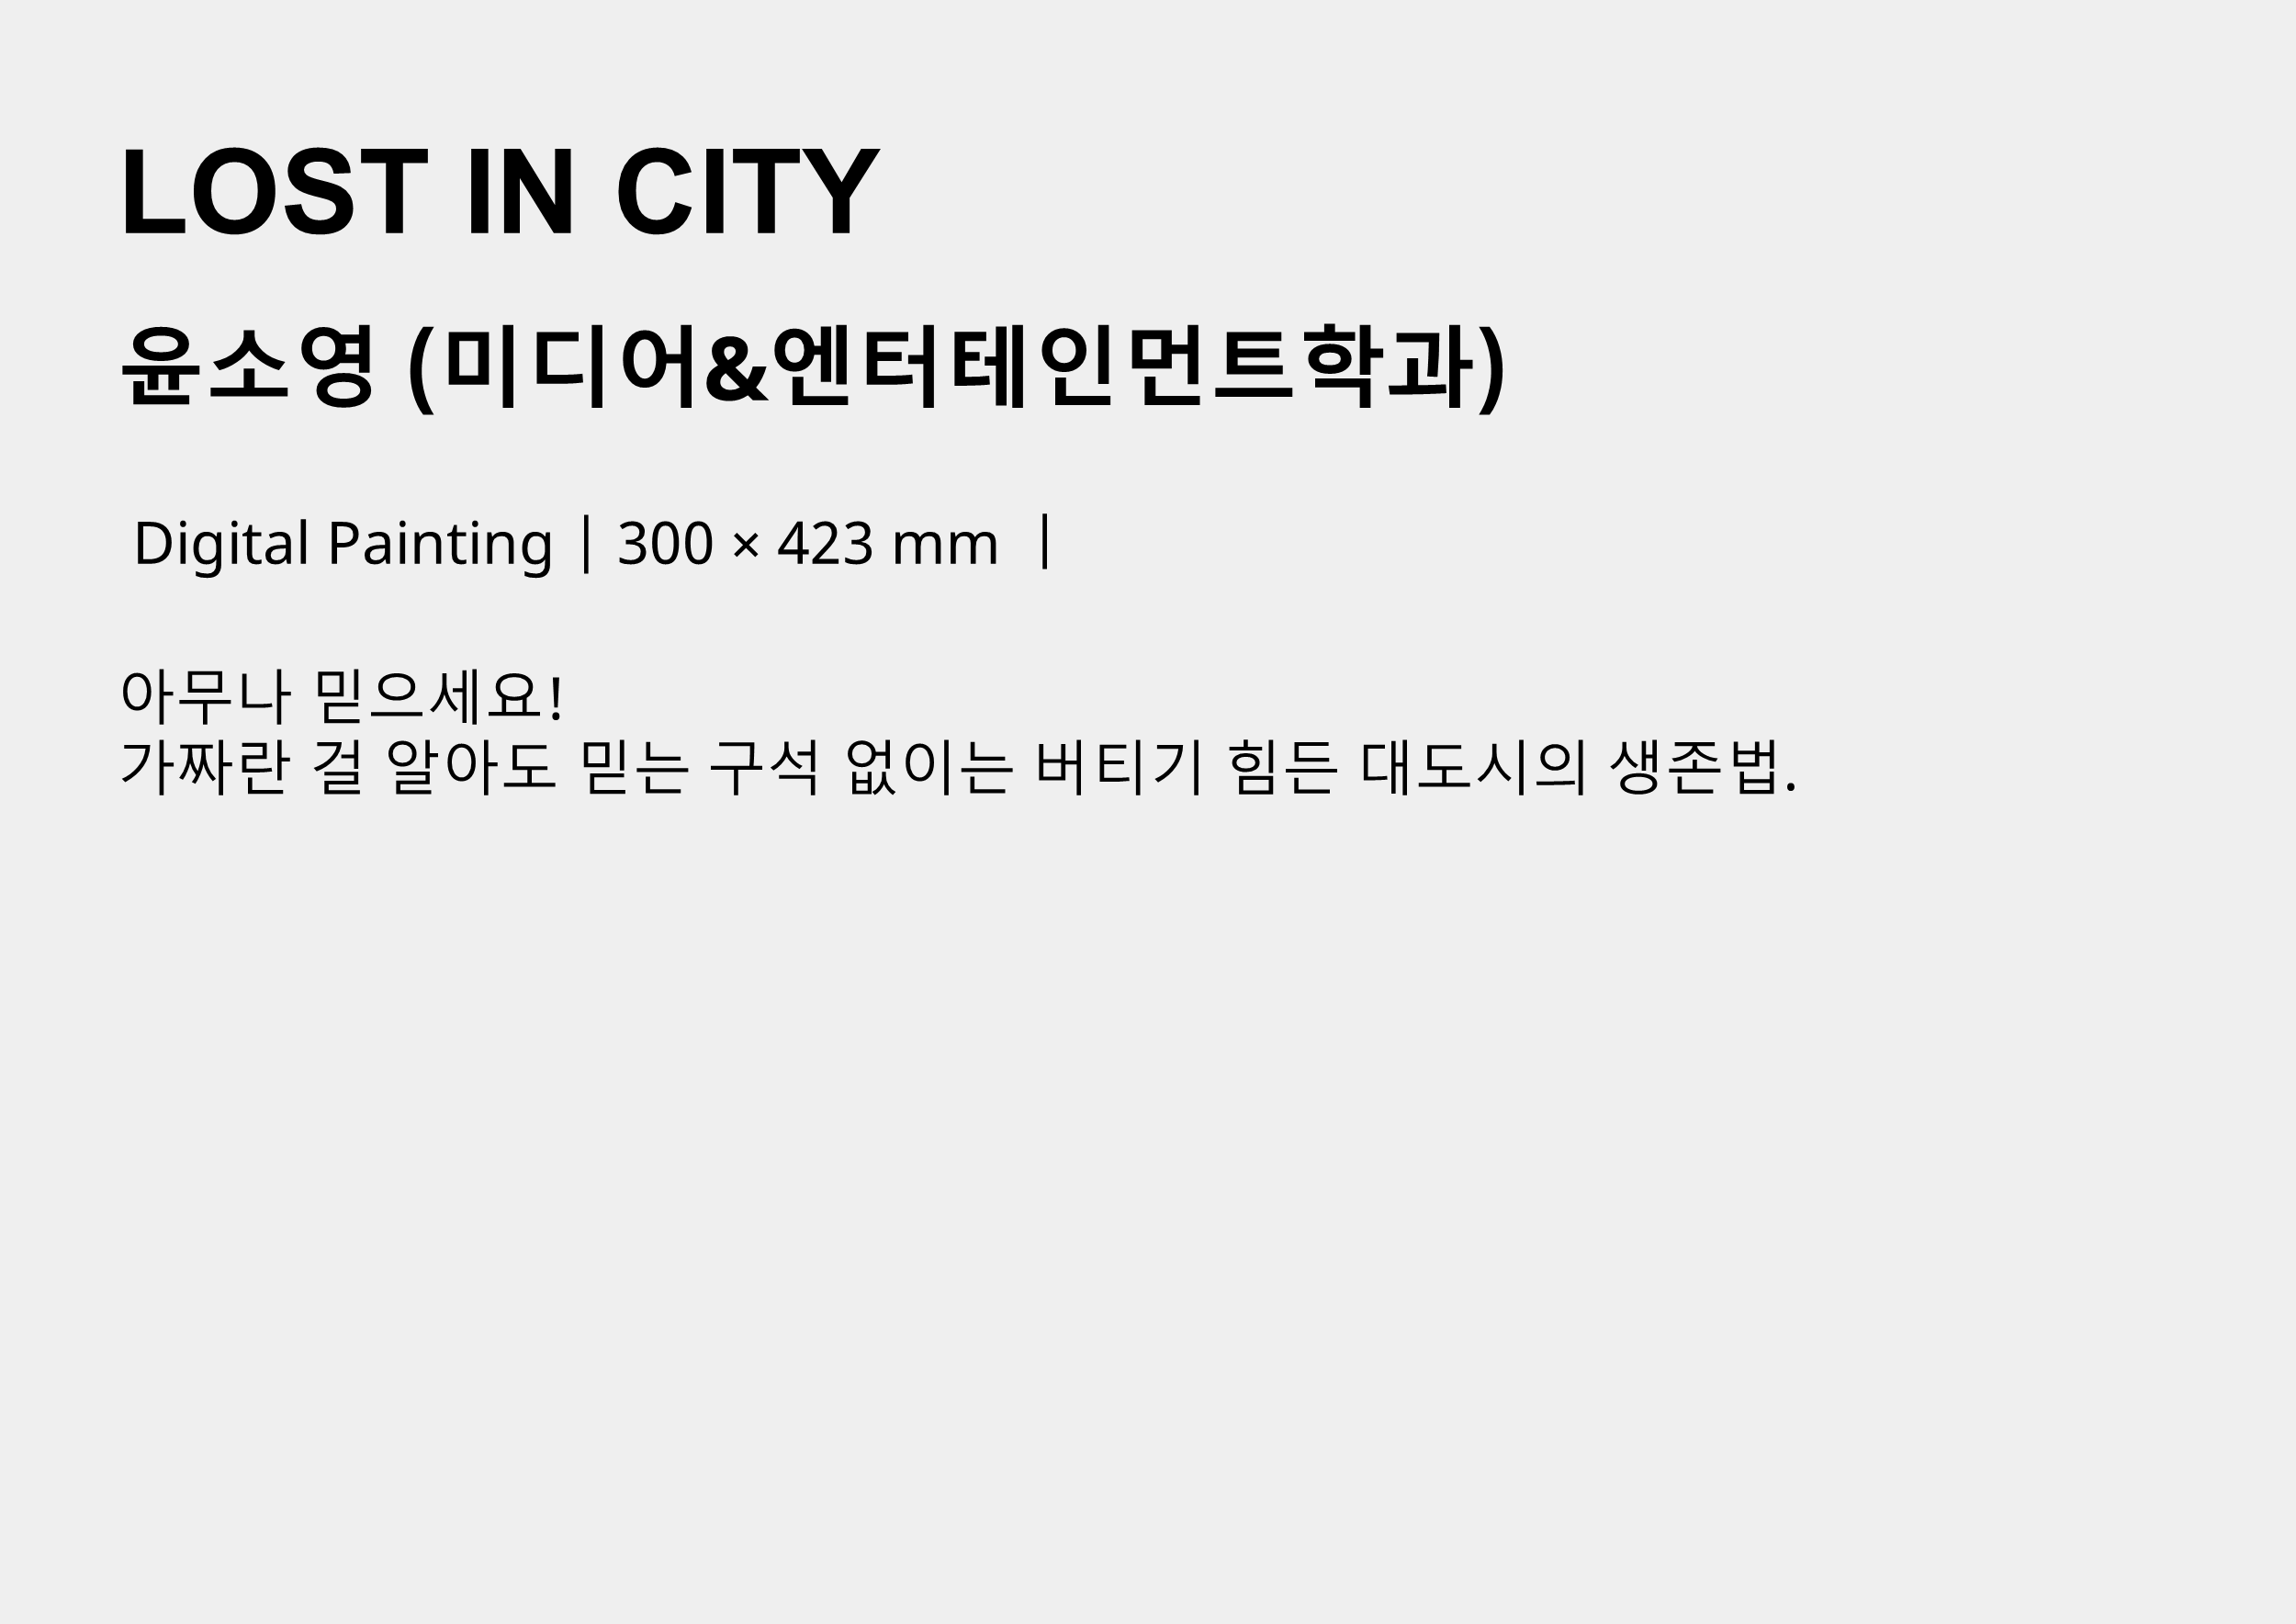 LOST IN CITY
윤소영 (미디어&엔터테인먼트학과)
Digital Painting | 300 × 423 mm |
아무나 믿으세요!
가짜란 걸 알아도 믿는 구석 없이는 버티기 힘든 대도시의 생존법.